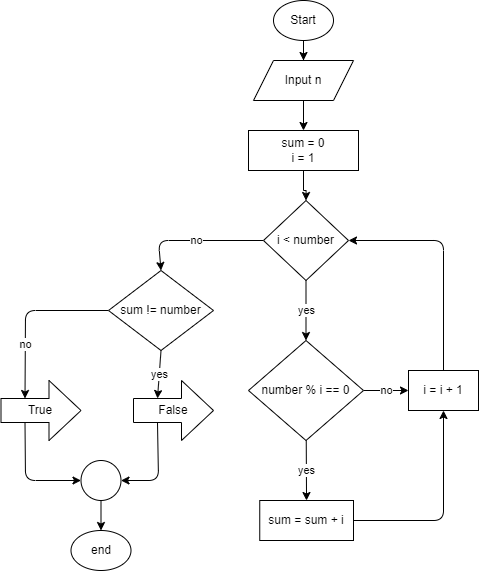 Start
Input n
sum = 0
i = 1
i < number
no
sum != number
yes
no
yes
True
False
number % i == 0
no
i = i + 1
yes
sum = sum + i
end